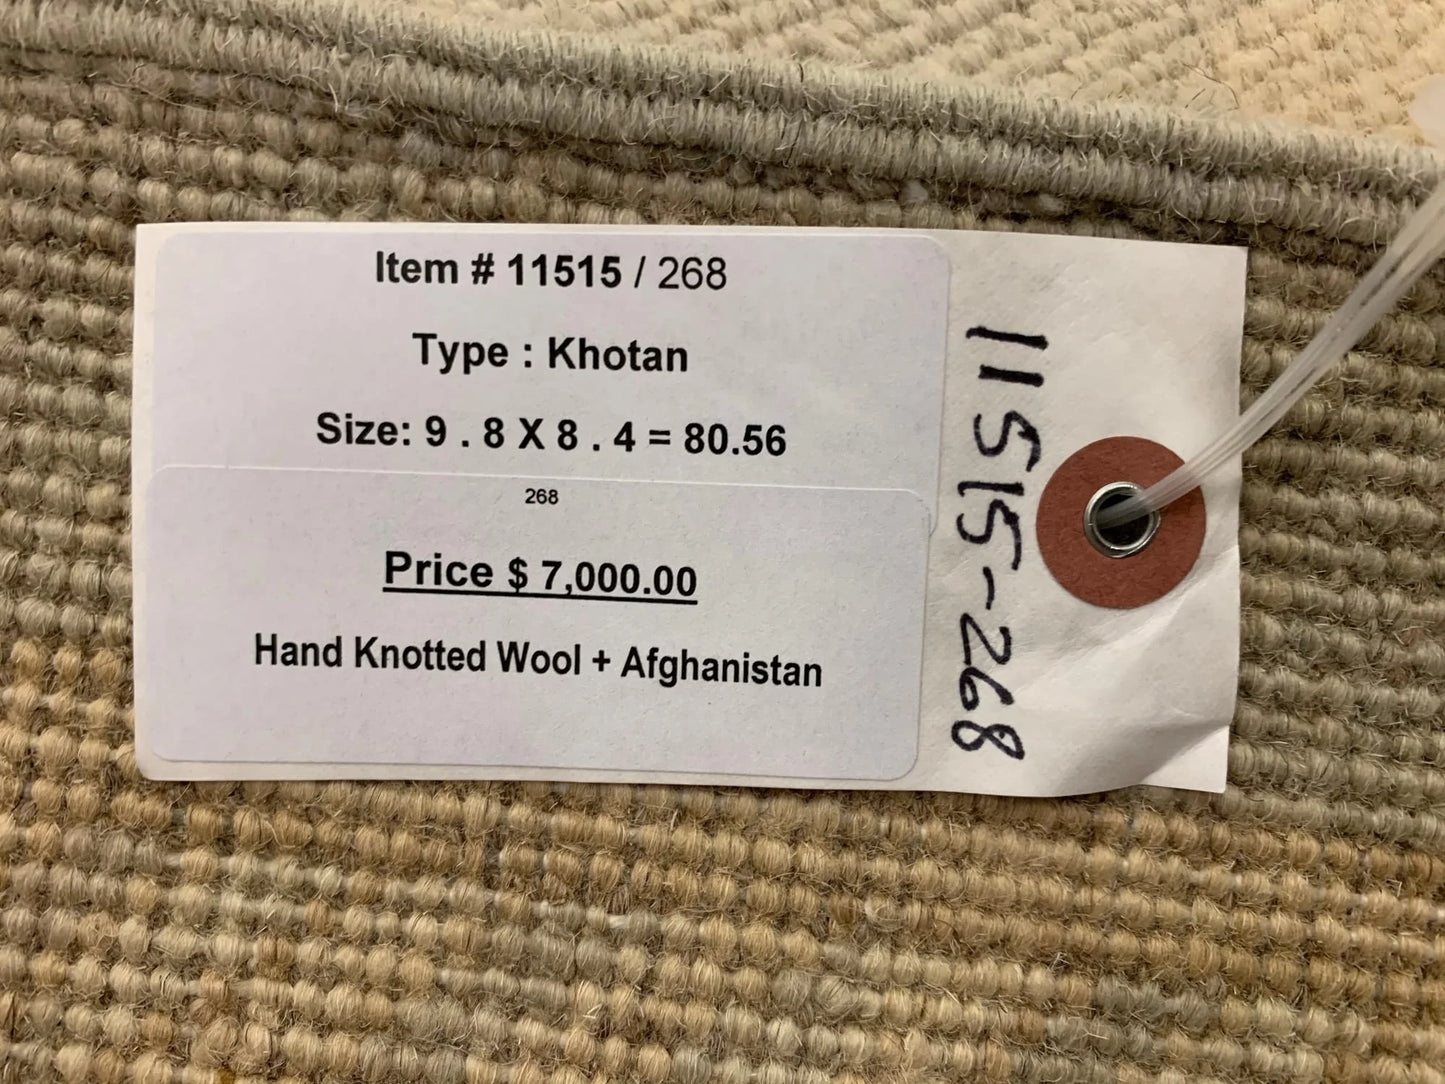 Item # 11515 / 268
Type : Khotan
Size: 9 . 8 X 8 . 4 = 80.56
268
Price $ 7,000.00
Hand Knotted Wool + Afghanistan
11515-268